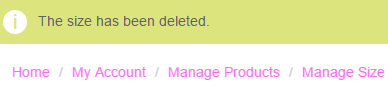 The size has been deleted.
Home / My Account / Manage Products / Manage Size